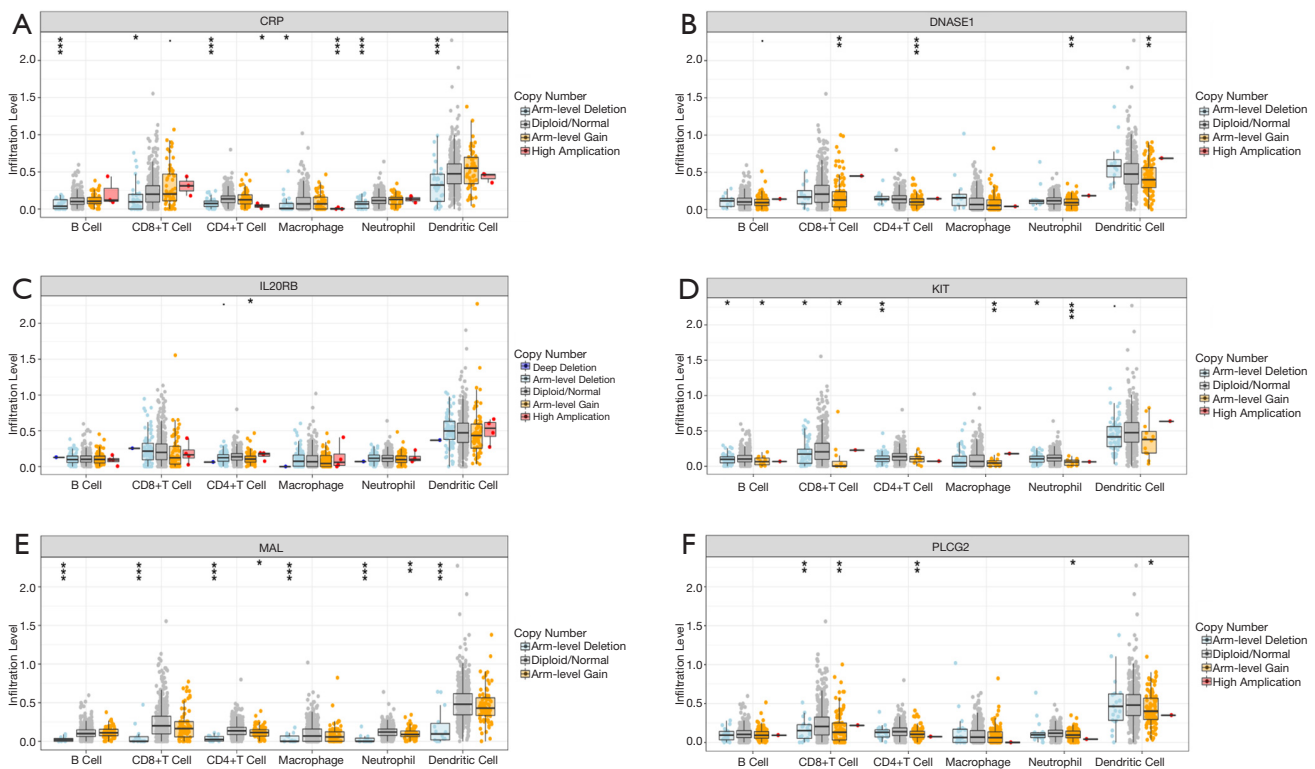 A
CRP
*** * · *** * * *** *** ***
Infiltration Level
2.0
1.5
1.0
0.5
0.0
B Cell CD8+T Cell CD4+T Cell Macrophage Neutrophil Dendritic Cell
Copy Number
Arm-level Deletion
Diploid/Normal
Arm-level Gain
High Amplication
B
DNASE1
· ** *** ** **
Infiltration Level
2.0
1.5
1.0
0.5
0.0
B Cell CD8+T Cell CD4+T Cell Macrophage Neutrophil Dendritic Cell
Copy Number
Arm-level Deletion
Diploid/Normal
Arm-level Gain
High Amplication
C
IL20RB
· *
Infiltration Level
2.0
1.5
1.0
0.5
0.0
B Cell CD8+T Cell CD4+T Cell Macrophage Neutrophil Dendritic Cell
Copy Number
Deep Deletion
Arm-level Deletion
Diploid/Normal
Arm-level Gain
High Amplication
D
KIT
* * * * ** ** * *** ·
Infiltration Level
2.0
1.5
1.0
0.5
0.0
B Cell CD8+T Cell CD4+T Cell Macrophage Neutrophil Dendritic Cell
Copy Number
Arm-level Deletion
Diploid/Normal
Arm-level Gain
High Amplication
E
MAL
*** *** *** * *** *** ** ***
Infiltration Level
2.0
1.5
1.0
0.5
0.0
B Cell CD8+T Cell CD4+T Cell Macrophage Neutrophil Dendritic Cell
Copy Number
Arm-level Deletion
Diploid/Normal
Arm-level Gain
F
PLCG2
** ** ** * *
Infiltration Level
2.0
1.5
1.0
0.5
0.0
B Cell CD8+T Cell CD4+T Cell Macrophage Neutrophil Dendritic Cell
Copy Number
Arm-level Deletion
Diploid/Normal
Arm-level Gain
High Amplication